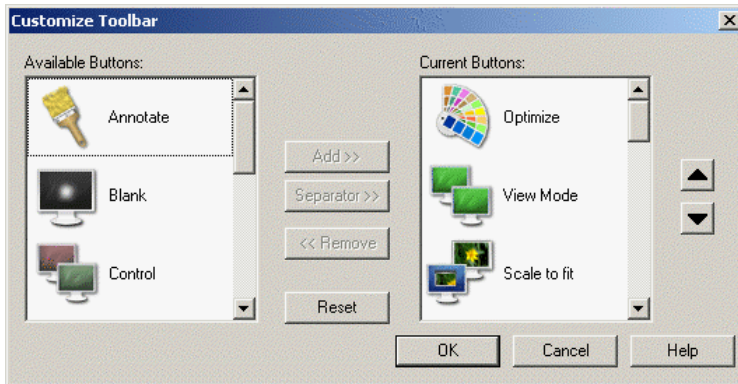 Customize Toolbar
Available Buttons:
Annotate
Blank
Control
Add >>
Separator >>
<< Remove
Reset
Current Buttons:
Optimize
View Mode
Scale to fit
OK
Cancel
Help